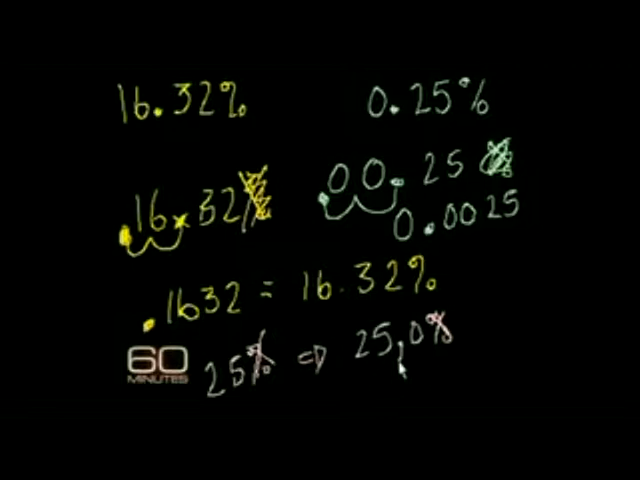 16.32%
0.25%
.16.32%
00.25%
0.0025
.1632 = 16.32%
25% ⇒ 25.0%
60
MINUTES